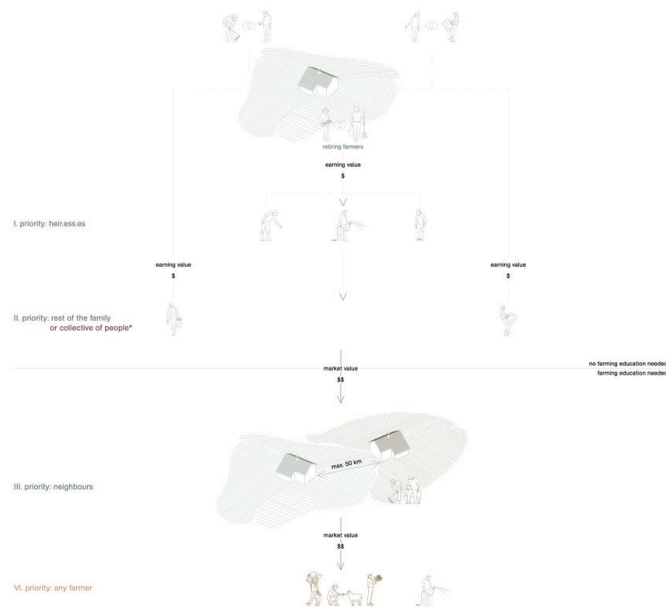 retiring farmers
earning value
$
I. priority: heir.ess.es
earning value
$
earning value
$
II. priority: rest of the family
or collective of people*
no farming education needed
market value
farming education needed
$$
max. 50 km
III. priority: neighbours
market value
$$
VI. priority: any farmer